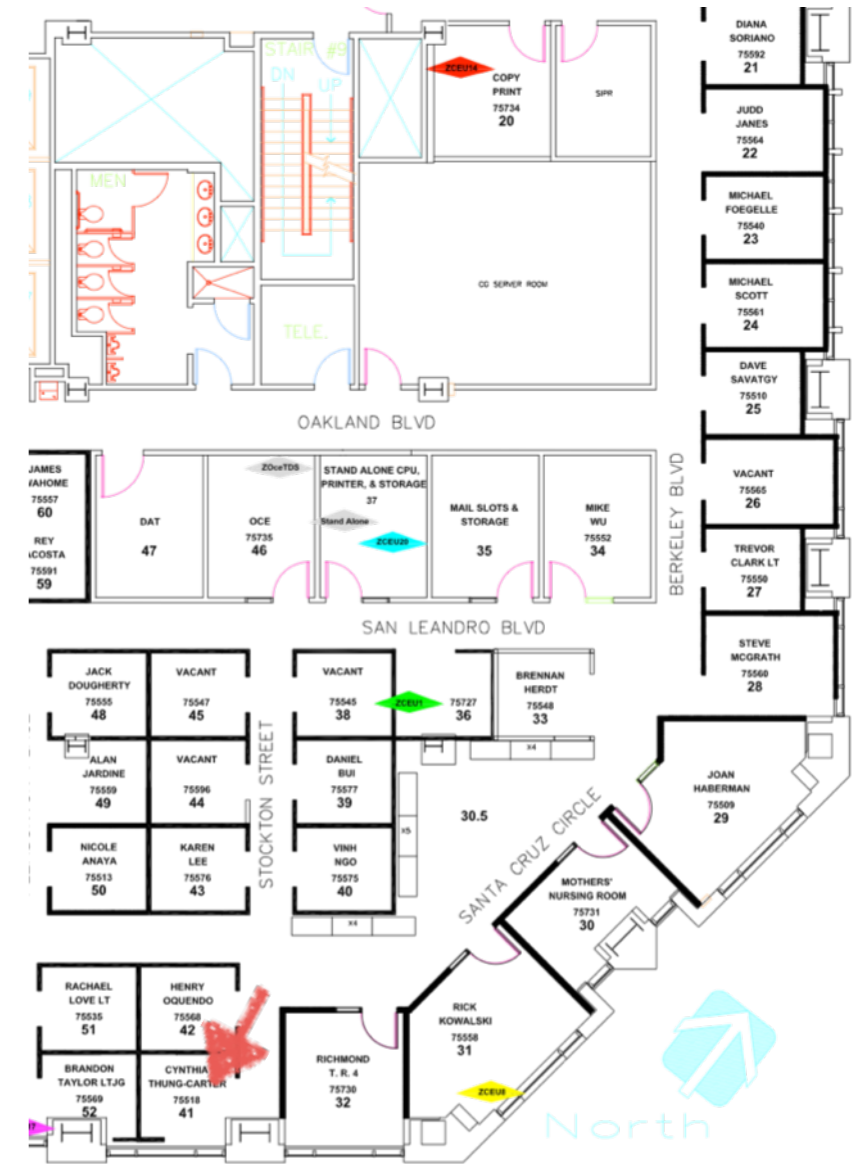 STAIR #9
DN
UP
MEN
TELE.
ZCEU14
COPY
PRINT
75734
20
SIPR
CG SERVER ROOM
DIANA
SORIANO
75592
21
JUDD
JANES
75564
22
MICHAEL
FOEGELLE
75540
23
MICHAEL
SCOTT
75561
24
DAVE
SAVATGY
75510
25
VACANT
75565
26
TREVOR
CLARK LT
75550
27
STEVE
MCGRATH
75560
28
OAKLAND BLVD
BERKELEY BLVD
JAMES
75557
60
REY
75591
59
DAT
47
ZOceTDS
OCE
75735
46
STAND ALONE CPU,
PRINTER, & STORAGE
37
Stand Alone
ZCEU20
MAIL SLOTS &
STORAGE
35
MIKE
WU
75552
34
SAN LEANDRO BLVD
JACK
DOUGHERTY
75555
48
VACANT
75547
45
VACANT
75545
38
ZCEU1
75727
36
BRENNAN
HERDT
75548
33
X4
ALAN
JARDINE
75559
49
VACANT
75596
44
STOCKTON STREET
DANIEL
BUI
75577
39
X5
30.5
NICOLE
ANAYA
75513
50
KAREN
LEE
75576
43
VINH
NGO
75575
40
X4
SANTA CRUZ CIRCLE
JOAN
HABERMAN
75509
29
MOTHERS'
NURSING ROOM
75731
30
RICK
KOWALSKI
75558
31
ZCEU8
RACHAEL
LOVE LT
75535
51
HENRY
OQUENDO
75568
42
BRANDON
TAYLOR LTJG
75569
52
CYNTHIA
THUNG-CARTER
75518
41
RICHMOND
T. R. 4
75730
32
North